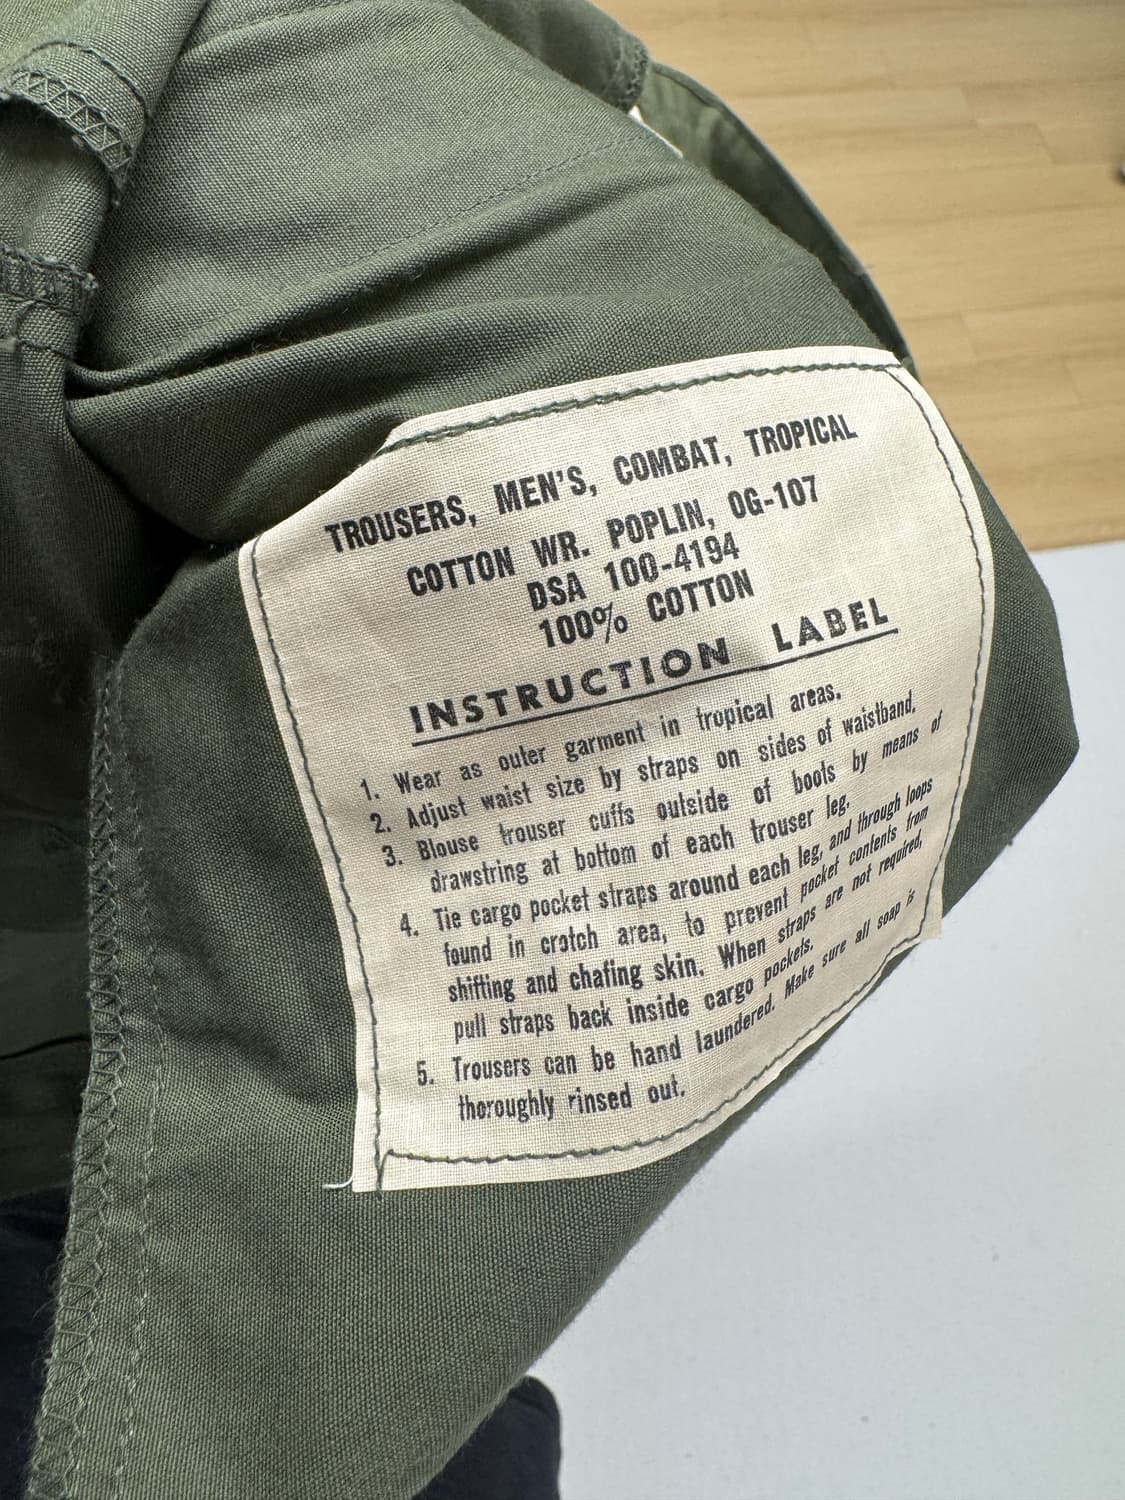 TROUSERS, MEN'S, COMBAT, TROPICAL
COTTON WR. POPLIN, OG-107
DSA 100-4194
100% COTTON
INSTRUCTION LABEL
1. Wear as outer garment in tropical areas.
2. Adjust waist size by straps on sides of waistband.
3. Blouse trouser cuffs outside of boots by means of
drawstring at bottom of each trouser leg.
4. Tie cargo pocket straps around each leg, and through loops
found in crotch area, to prevent pocket contents from
shifting and chafing skin. When straps are not required,
pull straps back inside cargo pockets.
5. Trousers can be hand laundered. Make sure all soap is
thoroughly rinsed out.